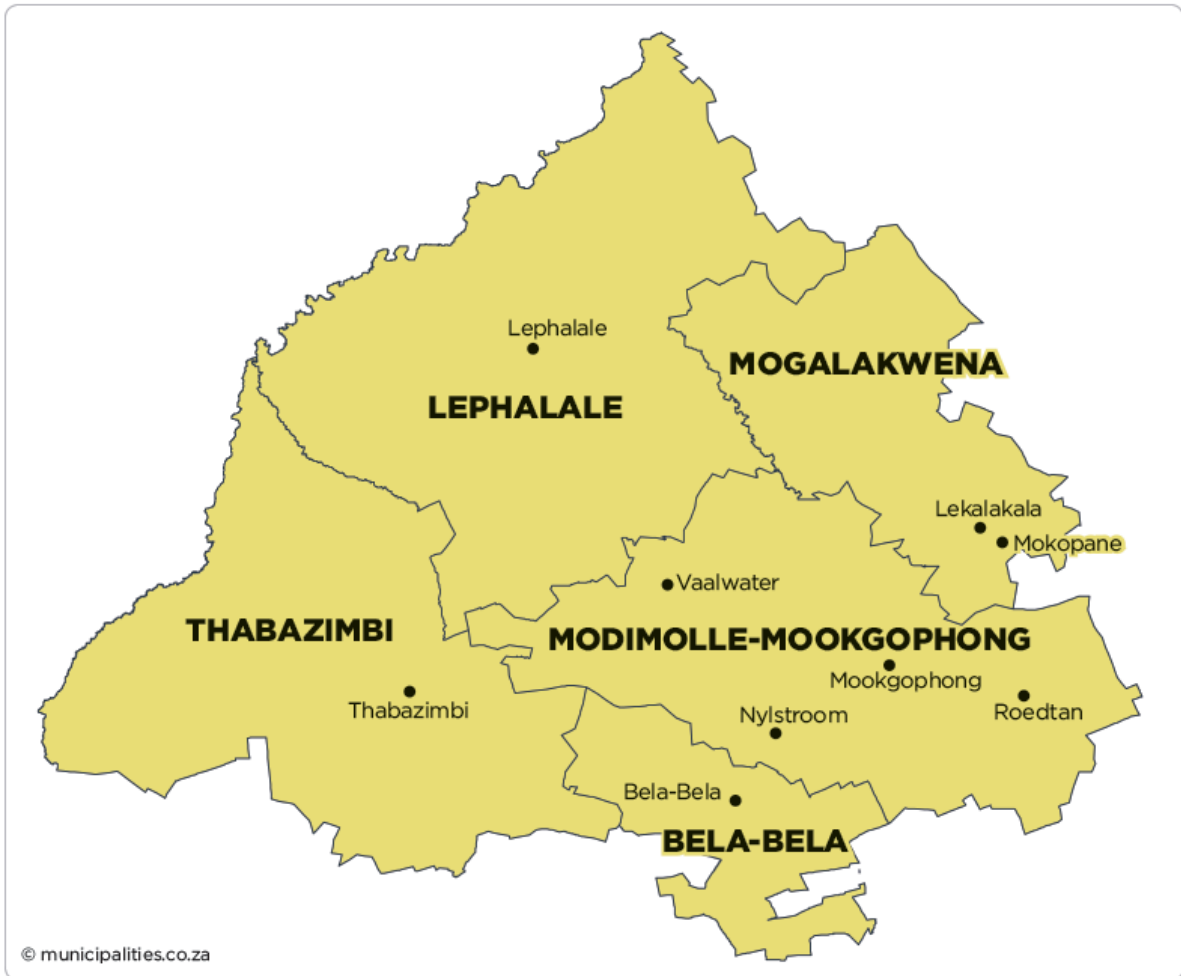 Lephalale
MOGALAKWENA
LEPHALALE
Lekalakala
Mokopane
Vaalwater
THABAZIMBI
MODIMOLLE-MOOKGOPHONG
Mookgophong
Thabazimbi
Nylstroom
Roedtan
Bela-Bela
BELA-BELA
© municipalities.co.za